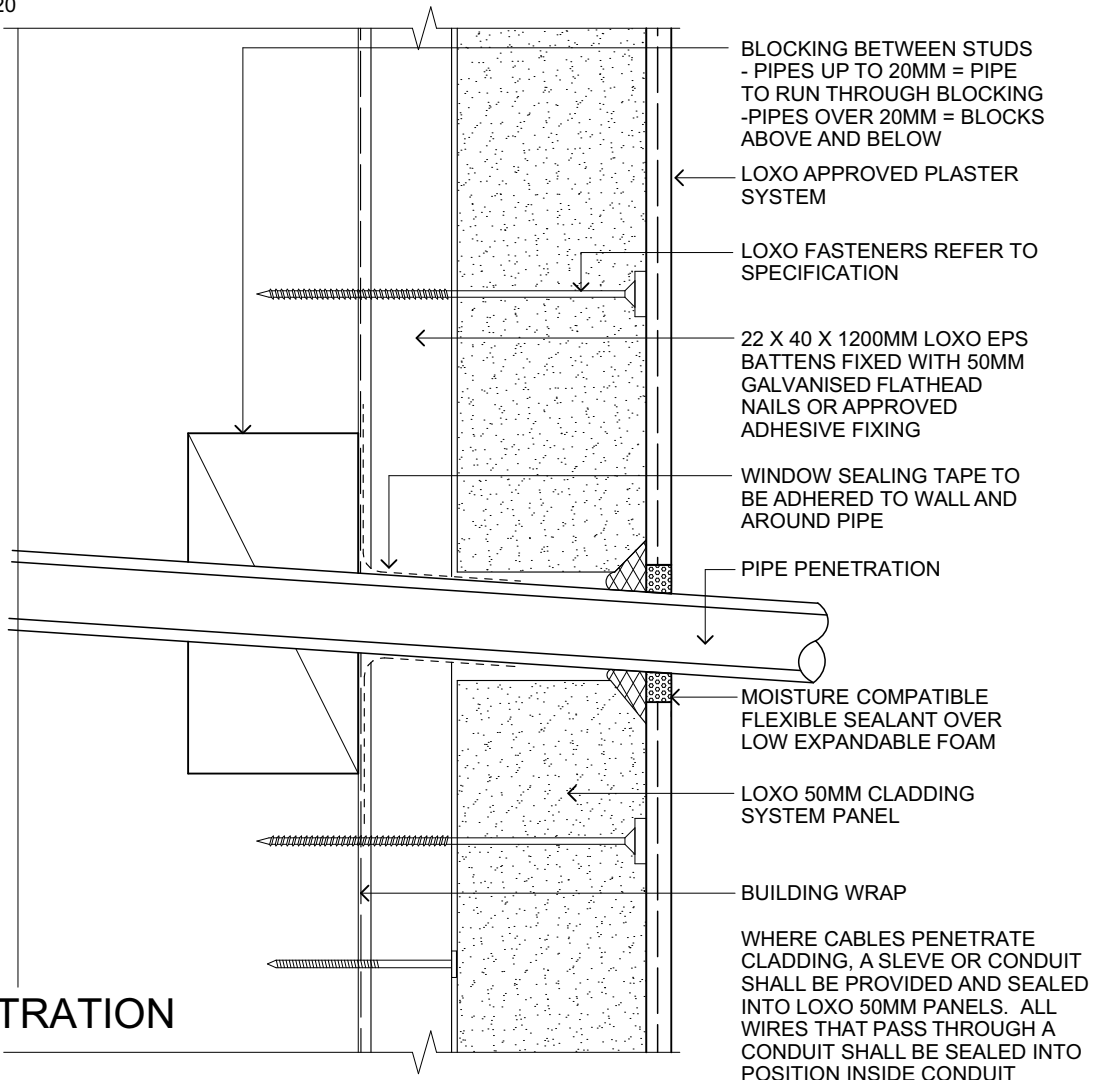 20
BLOCKING BETWEEN STUDS
- PIPES UP TO 20MM = PIPE
TO RUN THROUGH BLOCKING
-PIPES OVER 20MM = BLOCKS
ABOVE AND BELOW
LOXO APPROVED PLASTER
SYSTEM
LOXO FASTENERS REFER TO
SPECIFICATION
22 X 40 X 1200MM LOXO EPS
BATTENS FIXED WITH 50MM
GALVANISED FLATHEAD
NAILS OR APPROVED
ADHESIVE FIXING
WINDOW SEALING TAPE TO
BE ADHERED TO WALL AND
AROUND PIPE
PIPE PENETRATION
MOISTURE COMPATIBLE
FLEXIBLE SEALANT OVER
LOW EXPANDABLE FOAM
LOXO 50MM CLADDING
SYSTEM PANEL
BUILDING WRAP
WHERE CABLES PENETRATE
CLADDING, A SLEVE OR CONDUIT
SHALL BE PROVIDED AND SEALED
INTO LOXO 50MM PANELS. ALL
WIRES THAT PASS THROUGH A
CONDUIT SHALL BE SEALED INTO
POSITION INSIDE CONDUIT
TRATION